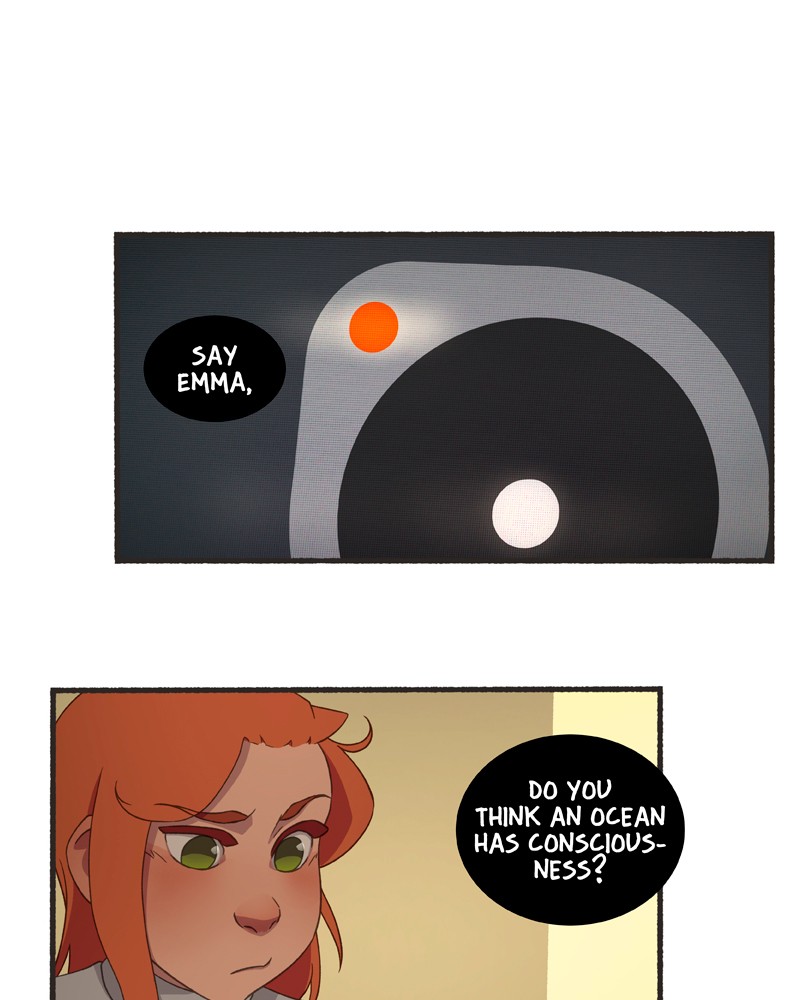 SAY
EMMA,
DO YOU
THINK AN OCEAN
HAS CONSCIOUS-
NESS?